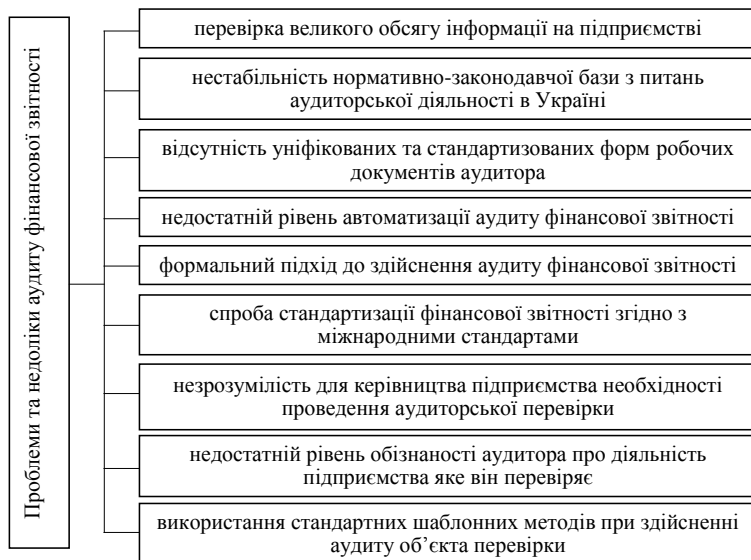 Проблеми та недоліки аудиту фінансової звітності
перевірка великого обсягу інформації на підприємстві
нестабільність нормативно-законодавчої бази з питань
аудиторської діяльності в Україні
відсутність уніфікованих та стандартизованих форм робочих
документів аудитора
недостатній рівень автоматизації аудиту фінансової звітності
формальний підхід до здійснення аудиту фінансової звітності
спроба стандартизації фінансової звітності згідно з
міжнародними стандартами
незрозумілість для керівництва підприємства необхідності
проведення аудиторської перевірки
недостатній рівень обізнаності аудитора про діяльність
підприємства яке він перевіряє
використання стандартних шаблонних методів при здійсненні
аудиту об’єкта перевірки